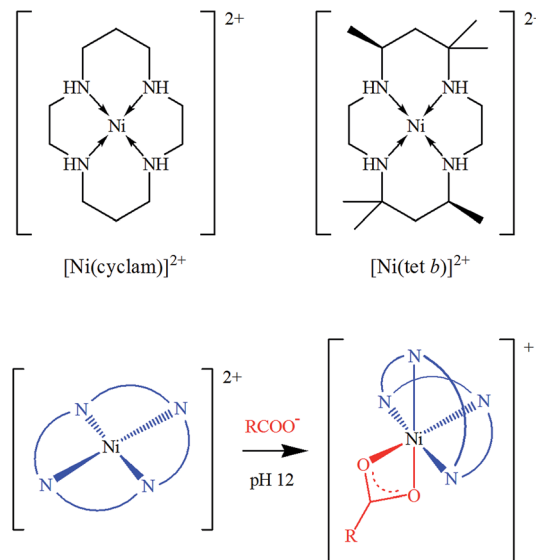 2+
HN NH
Ni
HN NH
[Ni(cyclam)]²⁺
2-
HN NH
Ni
HN NH
[Ni(tet b)]²⁺
2+
N N
Ni
N N
RCOO⁻
pH 12
+
N
N N
Ni
N
O
O
R